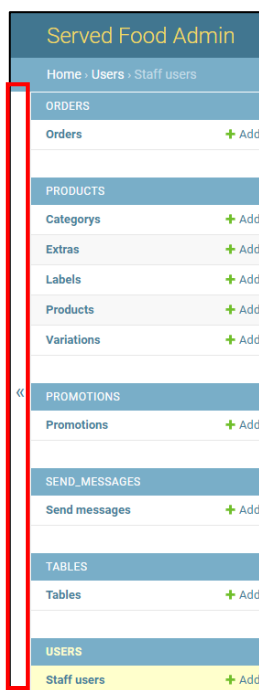 Served Food Admin
Home › Users › Staff users
ORDERS
Orders + Add
PRODUCTS
Categorys + Add
Extras + Add
Labels + Add
Products + Add
Variations + Add
«
PROMOTIONS
Promotions + Add
SEND_MESSAGES
Send messages + Add
TABLES
Tables + Add
USERS
Staff users + Add